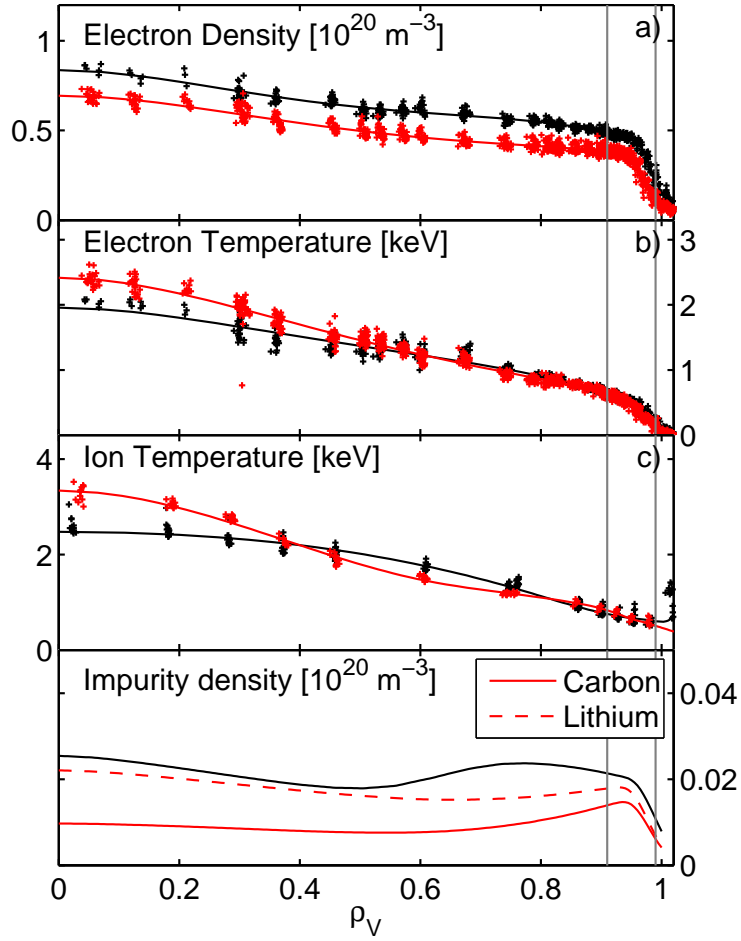 Electron Density [10^20 m^−3]
a)
1
0.5
0
Electron Temperature [keV]
b)
3
2
1
0
Ion Temperature [keV]
c)
4
2
0
Impurity density [10^20 m^−3]
Carbon
Lithium
0.04
0.02
0
0 0.2 0.4 0.6 0.8 1
ρ_V